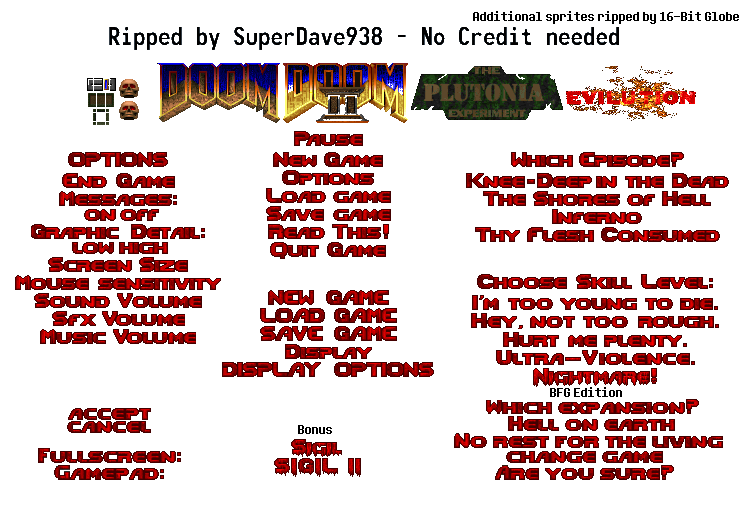 Additional sprites ripped by 16-Bit Globe
Ripped by SuperDave938 - No Credit needed
DOOM
DOOM II
THE
PLUTONIA
EXPERIMENT
EVILUTION
OPTIONS
End Game
Messages:
ON OFF
Graphic Detail:
LOW HIGH
Screen Size
Mouse sensitivity
Sound Volume
Sfx Volume
Music Volume
ACCEPT
CANCEL
Fullscreen:
Gamepad:
Pause
New Game
Options
Load game
Save game
Read This!
Quit Game
NEW GAME
LOAD GAME
SAVE GAME
Display
DISPLAY OPTIONS
Bonus
Sigil
SIGIL II
Which Episode?
Knee-Deep in the Dead
The Shores of Hell
Inferno
Thy Flesh Consumed
Choose Skill Level:
I'm too young to die.
Hey, not too rough.
Hurt me plenty.
Ultra-Violence.
Nightmare!
BFG Edition
Which expansion?
Hell on earth
No rest for the living
change game
Are you sure?